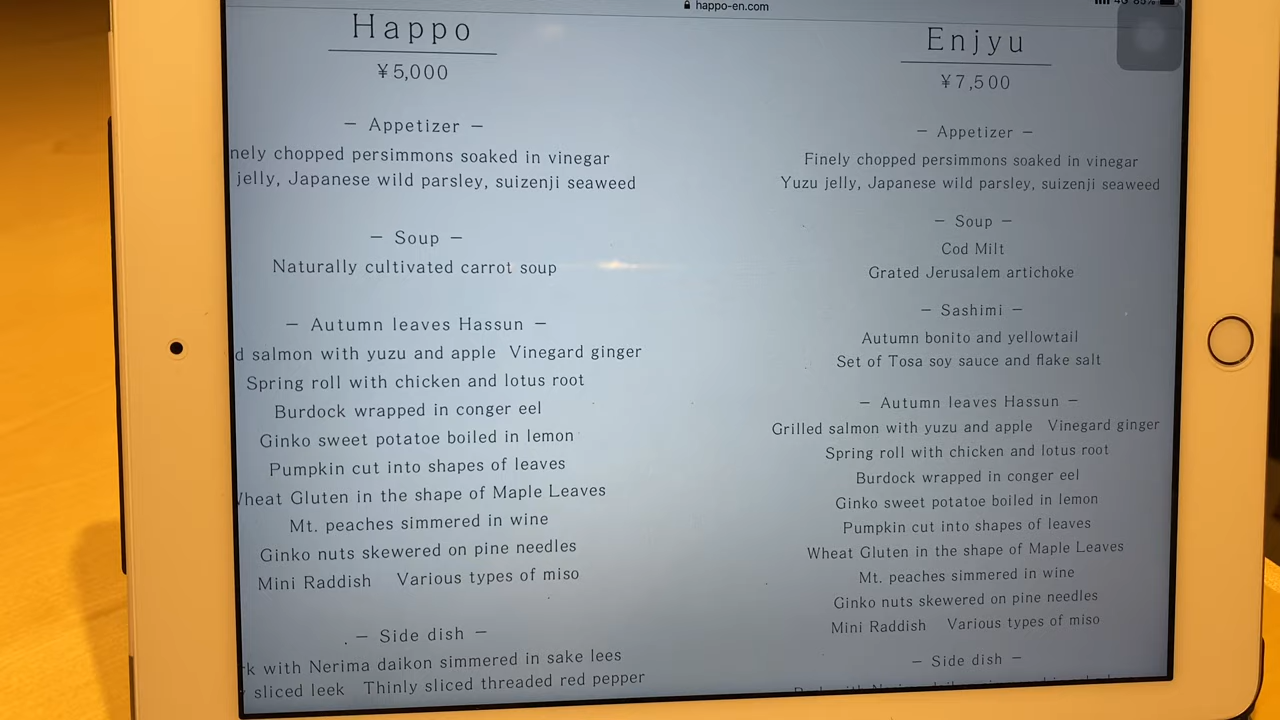 happo-en.com
4G 85%
Happo
¥5,000
— Appetizer —
chopped persimmons soaked in vinegar
jelly, Japanese wild parsley, suizenji seaweed
— Soup —
Naturally cultivated carrot soup
— Autumn leaves Hassun —
salmon with yuzu and apple Vinegard ginger
Spring roll with chicken and lotus root
Burdock wrapped in conger eel
Ginko sweet potatoe boiled in lemon
Pumpkin cut into shapes of leaves
Wheat Gluten in the shape of Maple Leaves
Mt. peaches simmered in wine
Ginko nuts skewered on pine needles
Mini Raddish Various types of miso
— Side dish —
with Nerima daikon simmered in sake lees
sliced leek Thinly sliced threaded red pepper
Enjyu
¥7,500
— Appetizer —
Finely chopped persimmons soaked in vinegar
Yuzu jelly, Japanese wild parsley, suizenji seaweed
— Soup —
Cod Milt
Grated Jerusalem artichoke
— Sashimi —
Autumn bonito and yellowtail
Set of Tosa soy sauce and flake salt
— Autumn leaves Hassun —
Grilled salmon with yuzu and apple Vinegard ginger
Spring roll with chicken and lotus root
Burdock wrapped in conger eel
Ginko sweet potatoe boiled in lemon
Pumpkin cut into shapes of leaves
Wheat Gluten in the shape of Maple Leaves
Mt. peaches simmered in wine
Ginko nuts skewered on pine needles
Mini Raddish Various types of miso
— Side dish —